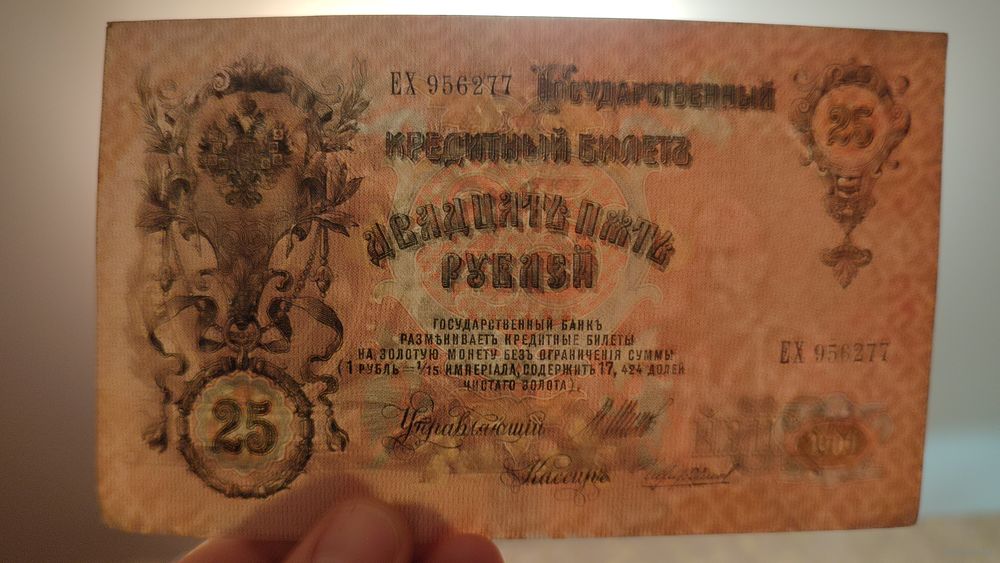 ЕХ 956277 Государственный
Кредитный Билетъ
25
Двадцать пять
рублей
Государственный банкъ
размѣниваетъ кредитные билеты
на золотую монету безъ ограниченія суммы
(1 рубль = 1/15 имперіала, содержитъ 17, 424 долей
чистаго золота).
ЕХ 956277
25
Управляющій
Кассиръ
1909